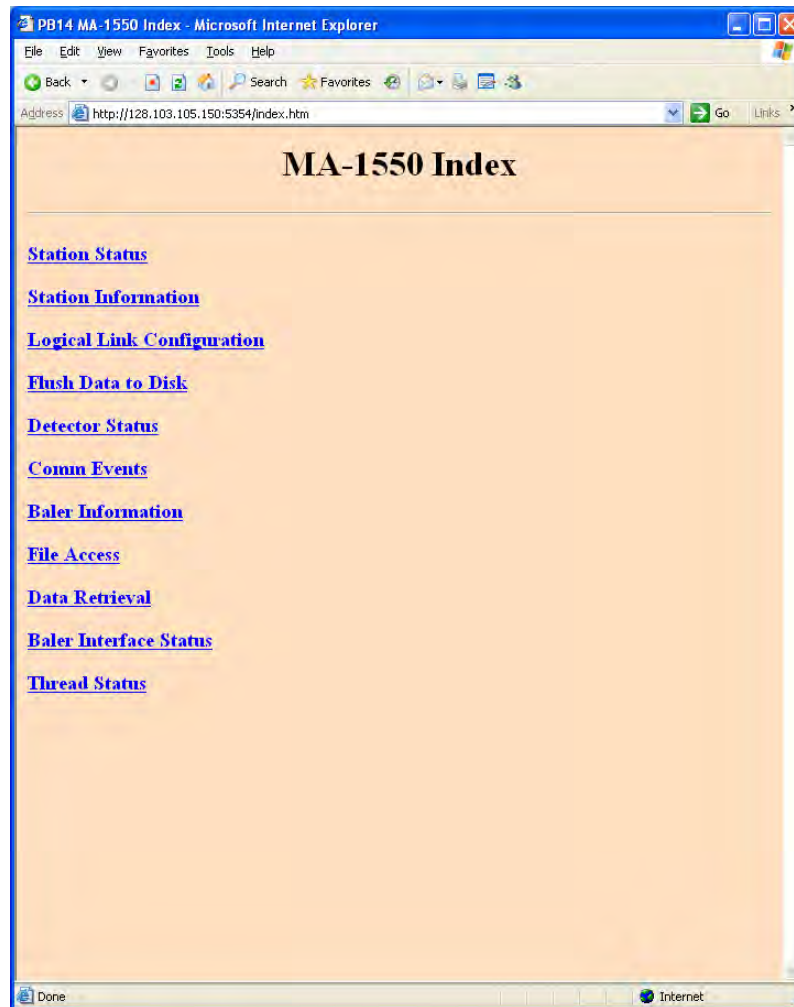 PB14 MA-1550 Index - Microsoft Internet Explorer
File Edit View Favorites Tools Help
Back Search Favorites
Address http://128.103.105.150:5354/index.htm Go Links
MA-1550 Index
Station Status
Station Information
Logical Link Configuration
Flush Data to Disk
Detector Status
Comm Events
Baler Information
File Access
Data Retrieval
Baler Interface Status
Thread Status
Done Internet